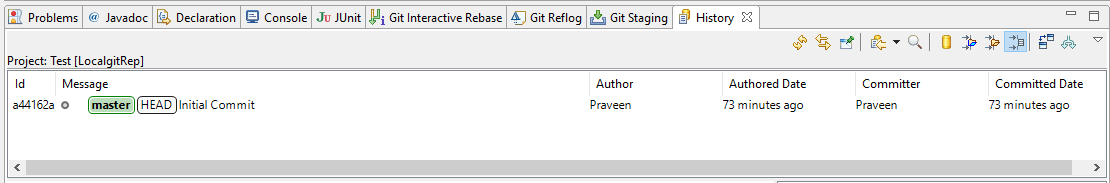 Problems @ Javadoc Declaration Console JU JUnit Git Interactive Rebase Git Reflog Git Staging History
Project: Test [LocalgitRep]
Id Message Author Authored Date Committer Committed Date
a44162a master HEAD Initial Commit Praveen 73 minutes ago Praveen 73 minutes ago